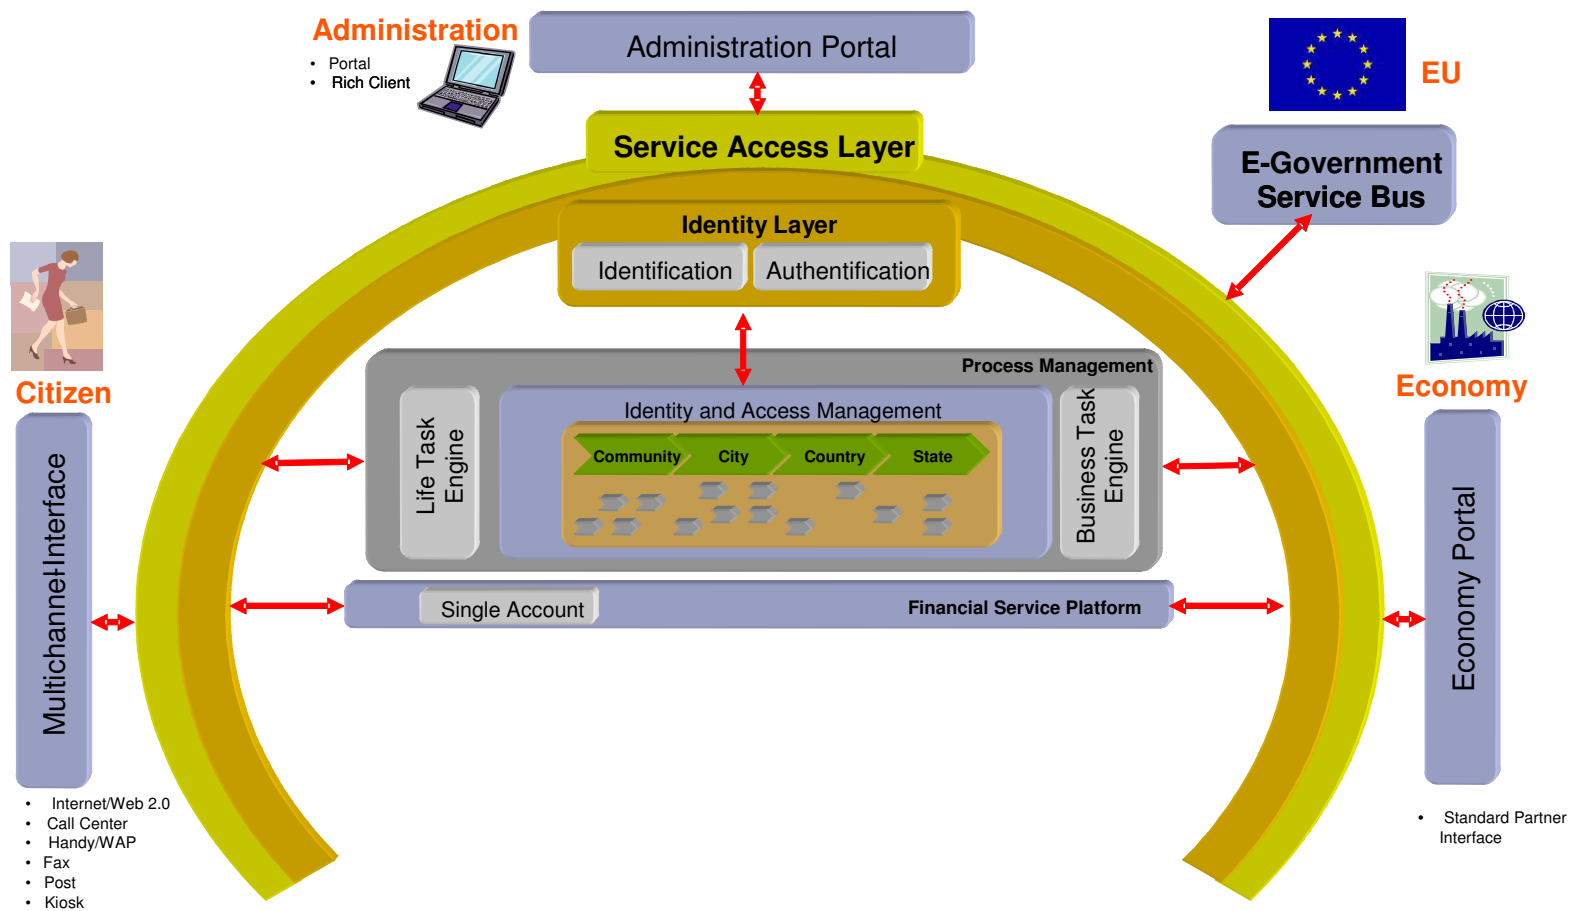 Administration
• Portal
• Rich Client
Administration Portal
EU
Service Access Layer
E-Government
Service Bus
Identity Layer
Identification
Authentification
Process Management
Citizen
Economy
Life Task
Engine
Identity and Access Management
Community
City
Country
State
Business Task
Engine
Multichannel-Interface
Economy Portal
Single Account
Financial Service Platform
• Internet/Web 2.0
• Call Center
• Handy/WAP
• Fax
• Post
• Kiosk
• Standard Partner
Interface